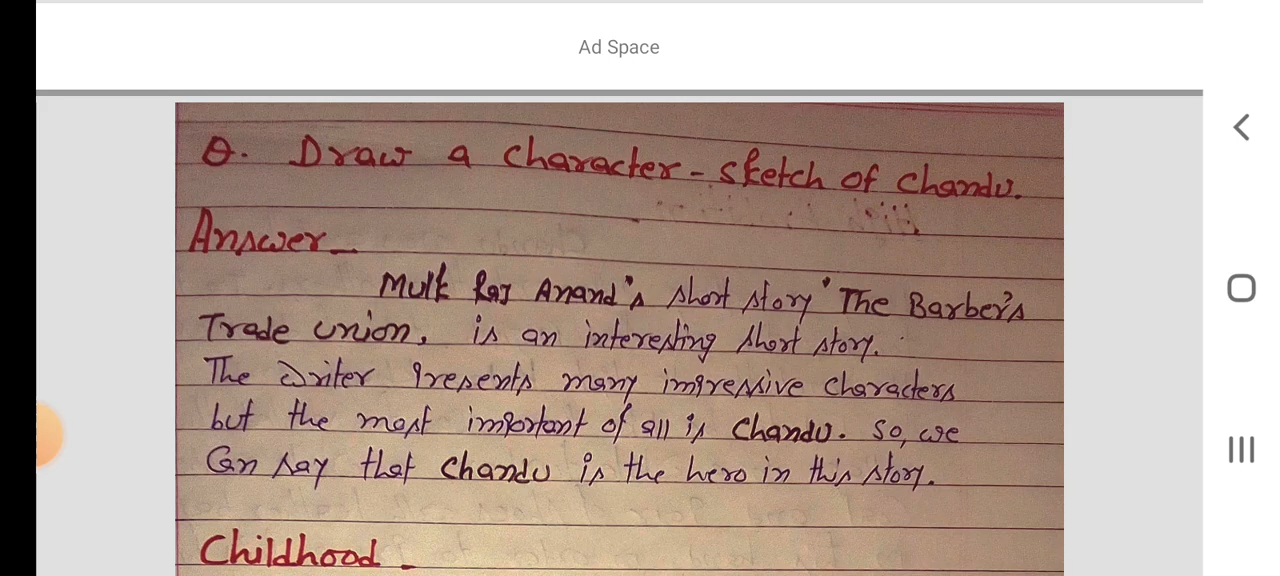 Ad Space
Q. Draw a character-sketch of Chandu.
Answer_
Mulk Raj Anand's short story 'The Barber's
Trade union, is an interesting short story.
The writer presents many impressive characters
but the most important of all is Chandu. So, we
Can say that Chandu is the hero in this story.
Childhood -